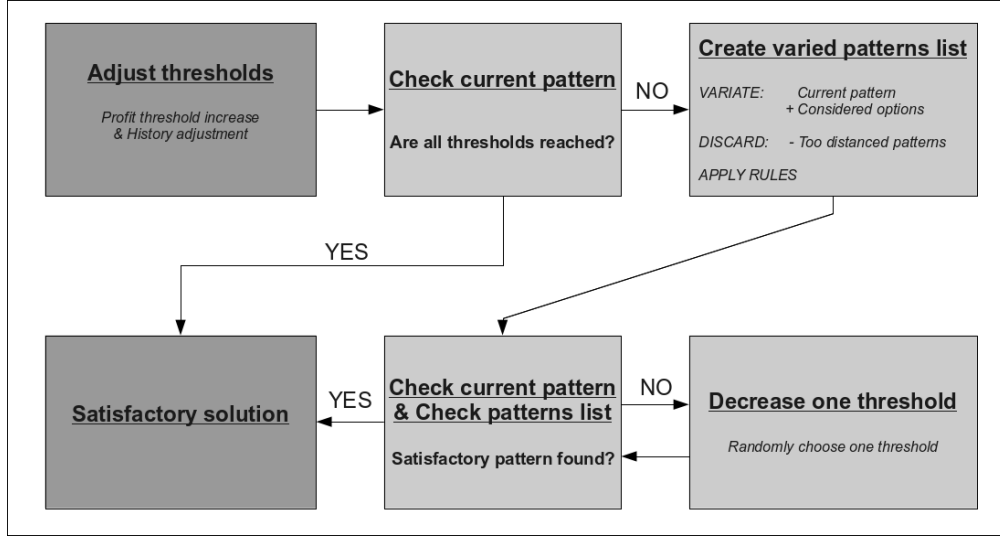 Adjust thresholds
Profit threshold increase
& History adjustment
Check current pattern
Are all thresholds reached?
NO
Create varied patterns list
VARIATE: Current pattern
+ Considered options
DISCARD: - Too distanced patterns
APPLY RULES
YES
Satisfactory solution
YES
Check current pattern
& Check patterns list
Satisfactory pattern found?
NO
Decrease one threshold
Randomly choose one threshold